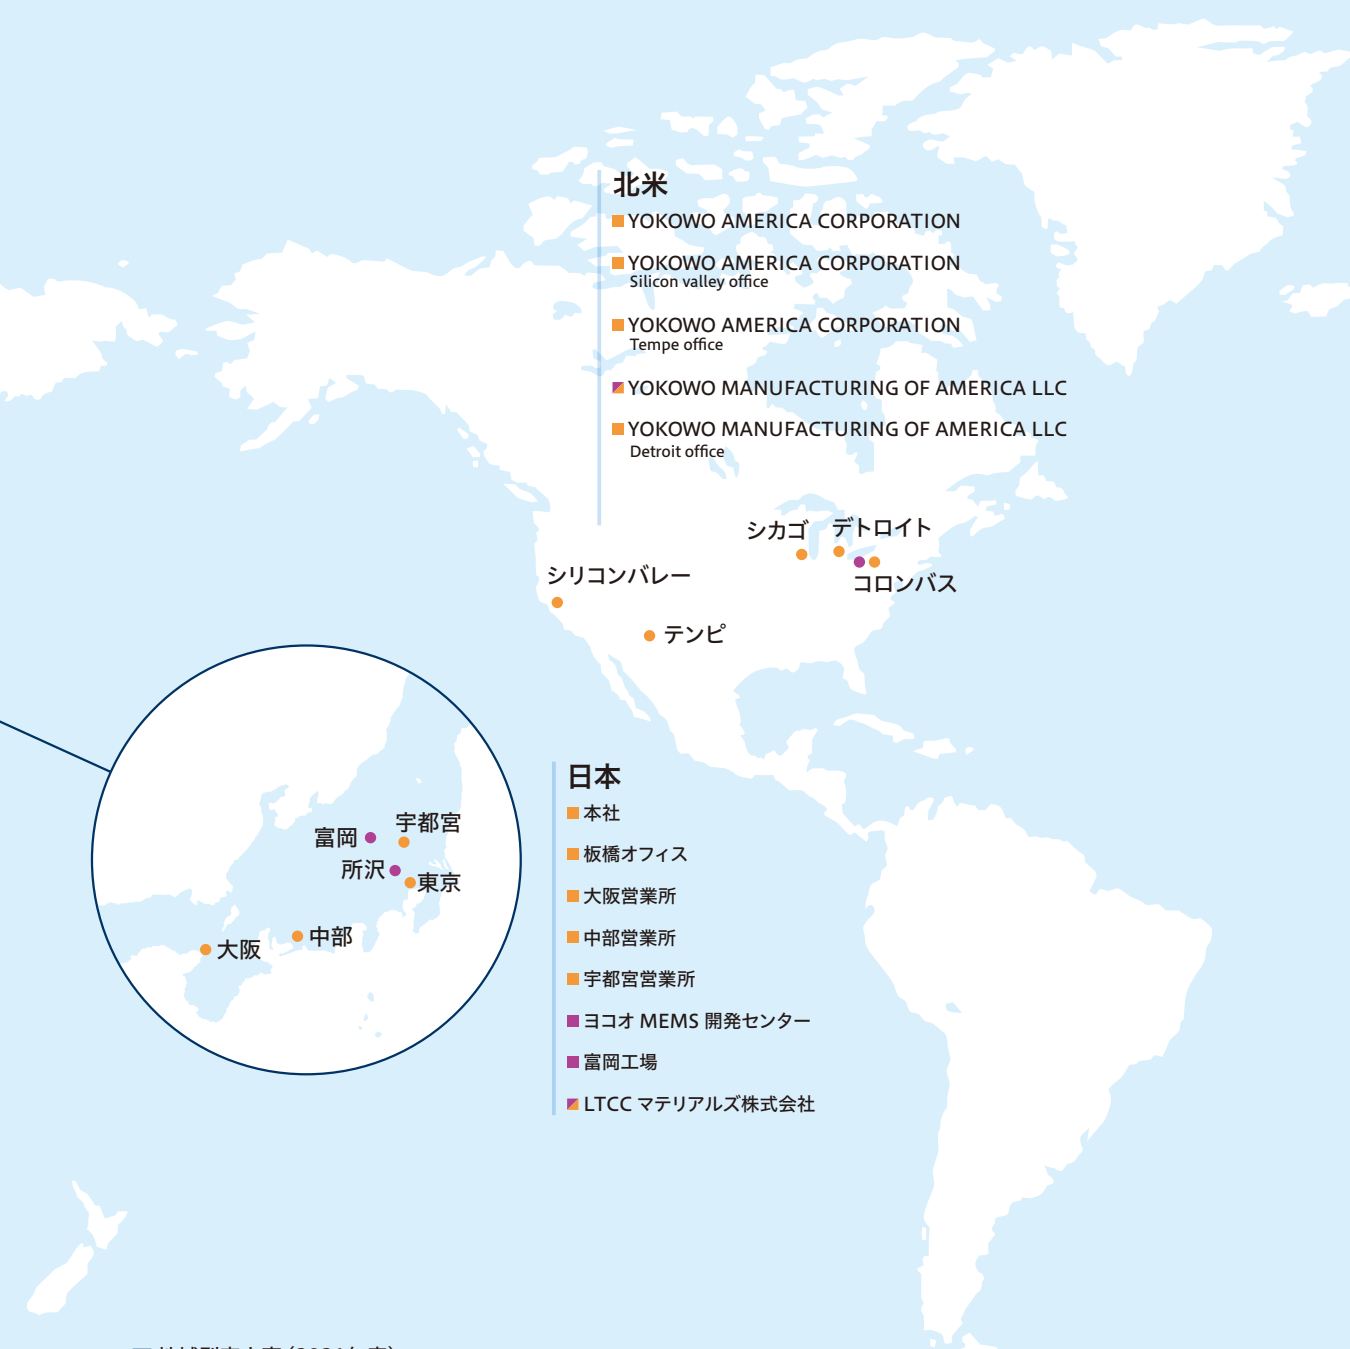 北米
YOKOWO AMERICA CORPORATION
YOKOWO AMERICA CORPORATION
Silicon valley office
YOKOWO AMERICA CORPORATION
Tempe office
YOKOWO MANUFACTURING OF AMERICA LLC
YOKOWO MANUFACTURING OF AMERICA LLC
Detroit office
シカゴ
デトロイト
コロンバス
シリコンバレー
テンピ
宇都宮
富岡
所沢
東京
中部
大阪
日本
本社
板橋オフィス
大阪営業所
中部営業所
宇都宮営業所
ヨコオ MEMS 開発センター
富岡工場
LTCC マテリアルズ株式会社